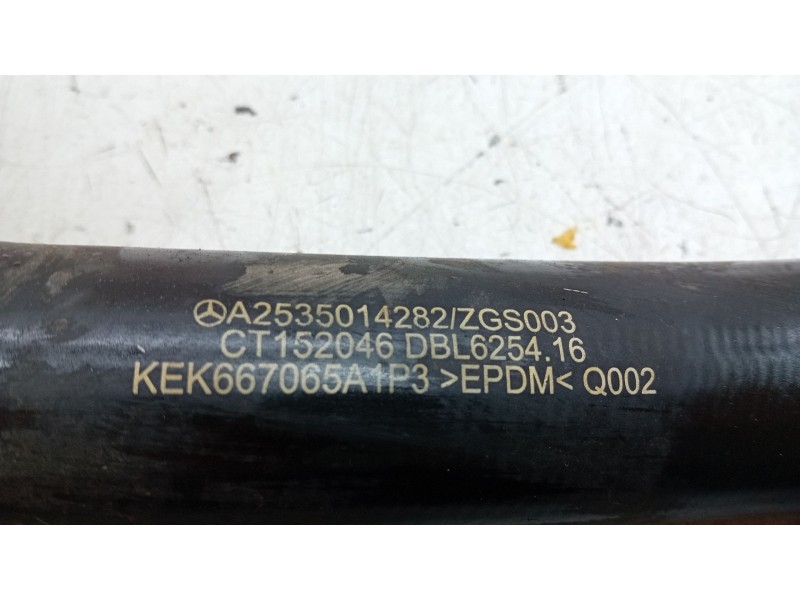 A2535014282/ZGS003
CT152046 DBL6254.16
KEK667065A1P3 >EPDM< Q002